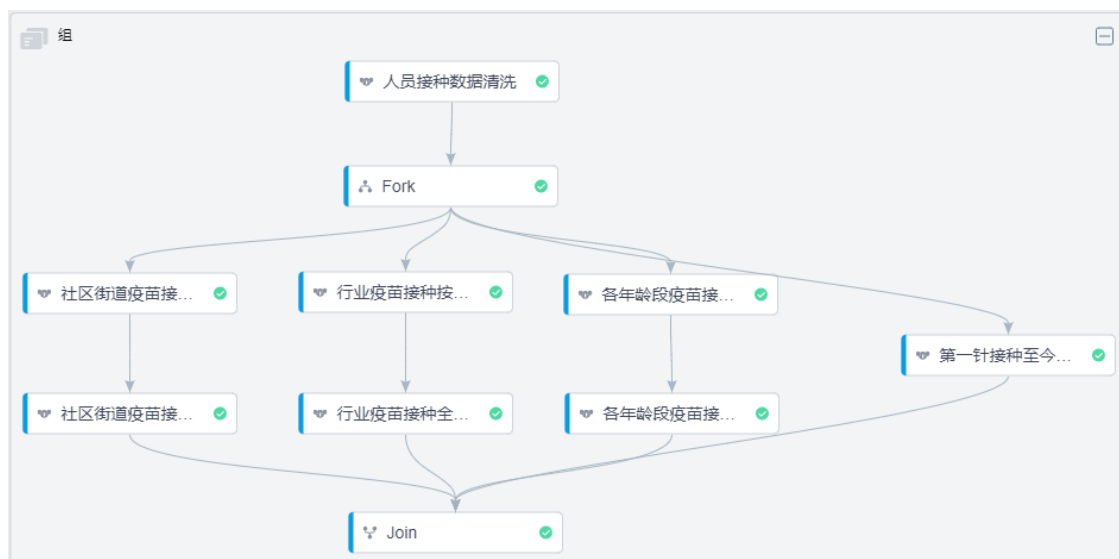 组
人员接种数据清洗
Fork
社区街道疫苗接...
行业疫苗接种按...
各年龄段疫苗接...
第一针接种至今...
社区街道疫苗接...
行业疫苗接种全...
各年龄段疫苗接...
Join